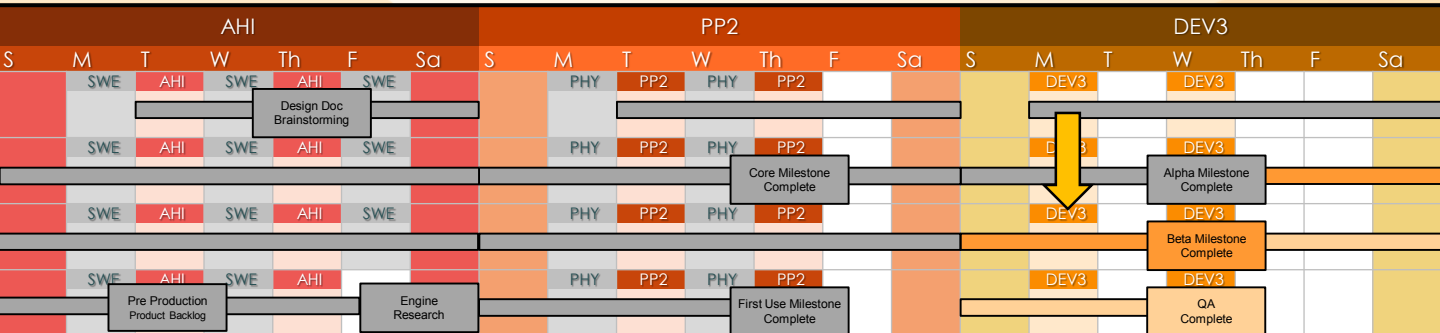 AHI PP2 DEV3
S M T W Th F Sa S M T W Th F Sa S M T W Th F Sa
SWE AHI SWE AHI SWE PHY PP2 PHY PP2 DEV3 DEV3
Design Doc
Brainstorming
SWE AHI SWE AHI SWE PHY PP2 PHY PP2 DEV3
Core Milestone
Complete
Alpha Milestone
Complete
SWE AHI SWE AHI SWE PHY PP2 PHY PP2 DEV3 DEV3
Beta Milestone
Complete
SWE AHI SWE AHI PHY PP2 PHY PP2 DEV3 DEV3
Pre Production
Product Backlog
Engine
Research
First Use Milestone
Complete
QA
Complete